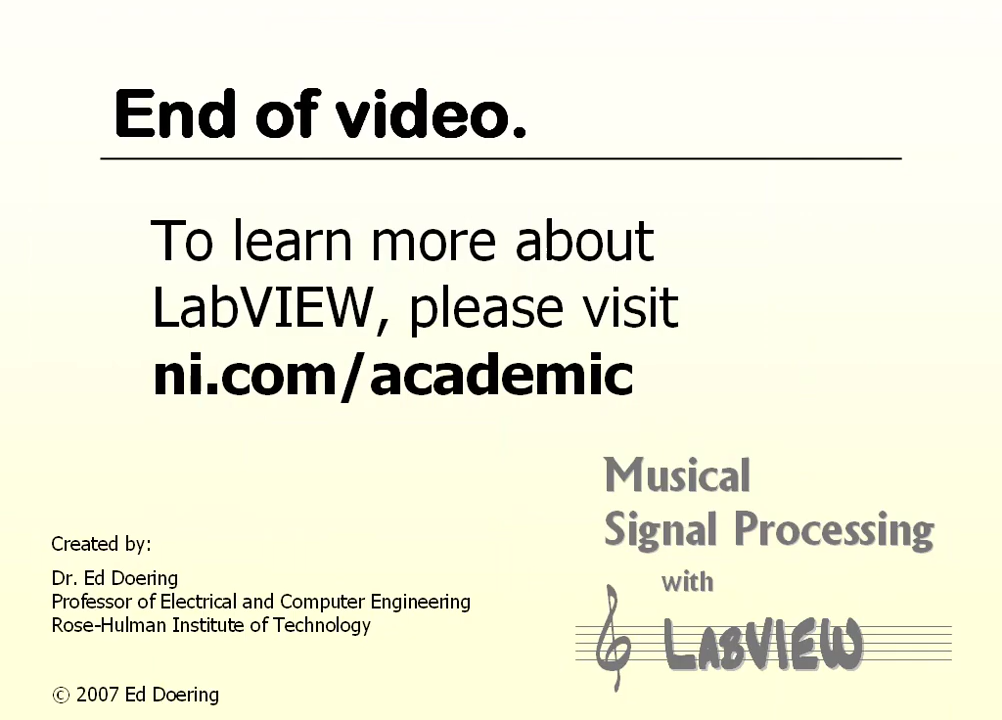 End of video.
To learn more about
LabVIEW, please visit
ni.com/academic
Musical
Signal Processing
with
LABVIEW
Created by:
Dr. Ed Doering
Professor of Electrical and Computer Engineering
Rose-Hulman Institute of Technology
© 2007 Ed Doering